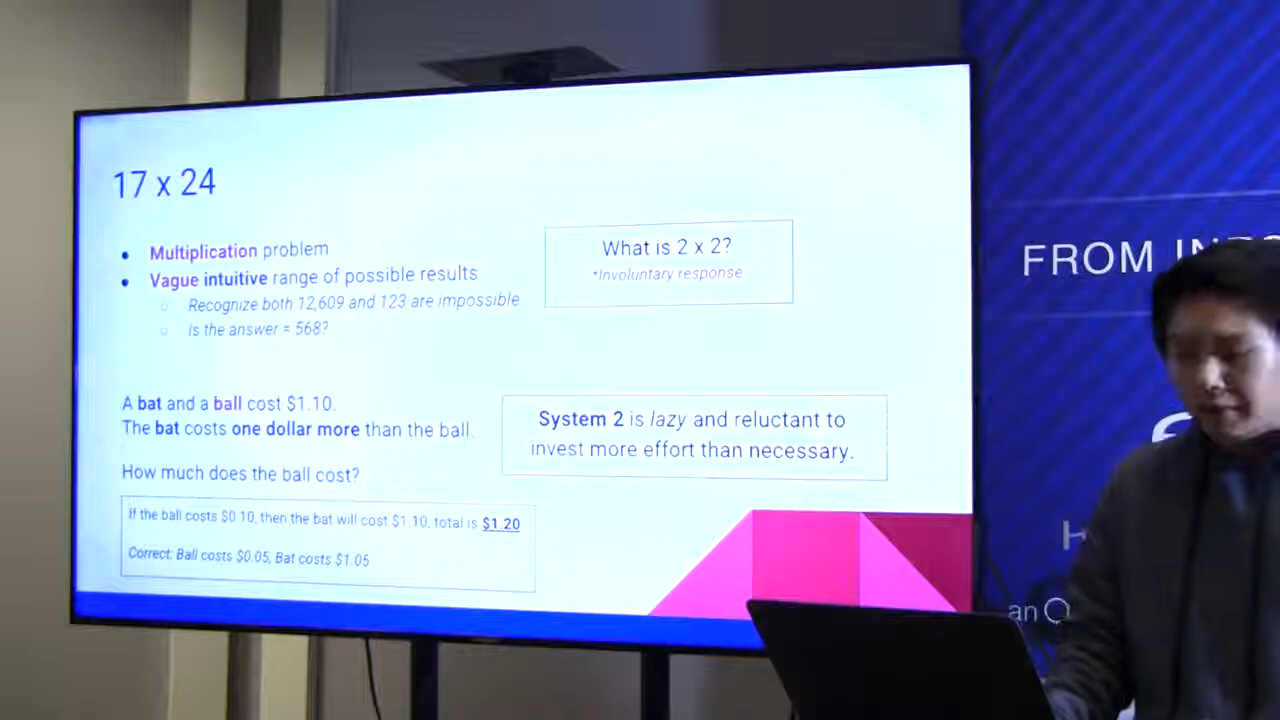 17 x 24
Multiplication problem
Vague intuitive range of possible results
Recognize both 12,609 and 123 are impossible
Is the answer = 568?
What is 2 x 2?
*Involuntary response
A bat and a ball cost $1.10.
The bat costs one dollar more than the ball.
How much does the ball cost?
System 2 is lazy and reluctant to
invest more effort than necessary.
If the ball costs $0.10, then the bat will cost $1.10, total is $1.20
Correct: Ball costs $0.05, Bat costs $1.05
FROM
an